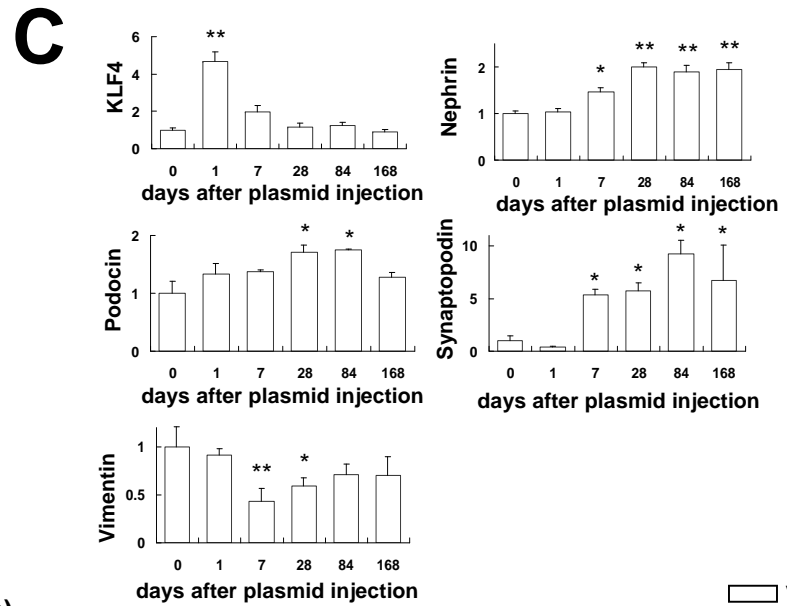 C
KLF4
6
4
2
0
**
0 1 7 28 84 168
days after plasmid injection
Nephrin
2
1
0
* ** ** **
0 1 7 28 84 168
days after plasmid injection
Podocin
2
1
0
* *
0 1 7 28 84 168
days after plasmid injection
Synaptopodin
10
5
0
* * * *
0 1 7 28 84 168
days after plasmid injection
Vimentin
1
0.5
0
** *
0 1 7 28 84 168
days after plasmid injection